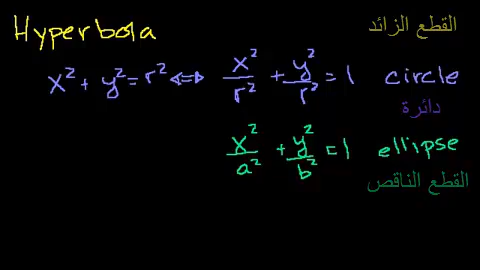 Hyperbola القطع الزائد
x² + y² = r² ⇔ x²/r² + y²/r² = 1 circle
دائرة
x²/a² + y²/b² = 1 ellipse
القطع الناقص